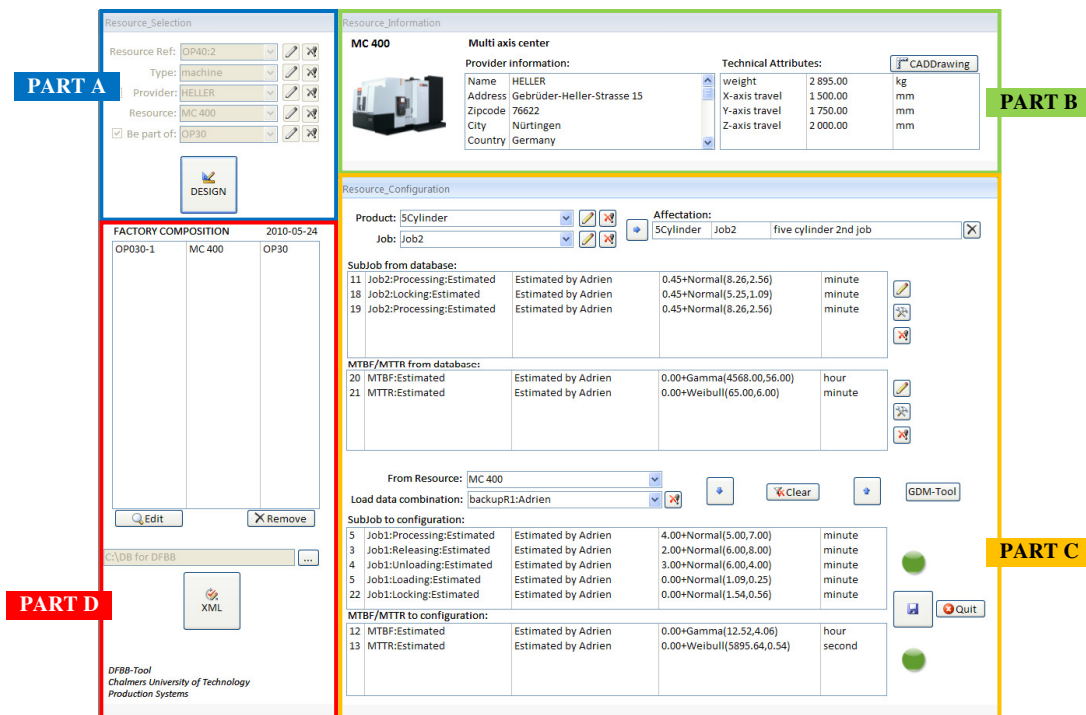 PART A
Resource_Selection
Resource Ref: OP40:2
Type: machine
Provider: HELLER
Resource: MC 400
Be part of: OP30
DESIGN
PART B
Resource_Information
MC 400 Multi axis center
Provider information:
Name HELLER
Address Gebrüder-Heller-Strasse 15
Zipcode 76622
City Nürtingen
Country Germany
Technical Attributes:
CADDrawing
weight 2 895.00 kg
X-axis travel 1 500.00 mm
Y-axis travel 1 750.00 mm
Z-axis travel 2 000.00 mm
PART C
Resource_Configuration
Product: 5Cylinder
Job: Job2
Affectation:
5Cylinder Job2 five cylinder 2nd job
SubJob from database:
11 Job2:Processing:Estimated Estimated by Adrien 0.45+Normal(8.26,2.56) minute
18 Job2:Locking:Estimated Estimated by Adrien 0.45+Normal(5.25,1.09) minute
19 Job2:Processing:Estimated Estimated by Adrien 0.45+Normal(8.26,2.56) minute
MTBF/MTTR from database:
20 MTBF:Estimated Estimated by Adrien 0.00+Gamma(4568.00,56.00) hour
21 MTTR:Estimated Estimated by Adrien 0.00+Weibull(65.00,6.00) minute
From Resource: MC 400
Load data combination: backupR1:Adrien
Clear
GDM-Tool
SubJob to configuration:
5 Job1:Processing:Estimated Estimated by Adrien 4.00+Normal(5.00,7.00) minute
3 Job1:Releasing:Estimated Estimated by Adrien 2.00+Normal(6.00,8.00) minute
4 Job1:Unloading:Estimated Estimated by Adrien 3.00+Normal(6.00,4.00) minute
5 Job1:Loading:Estimated Estimated by Adrien 0.00+Normal(1.09,0.25) minute
22 Job1:Locking:Estimated Estimated by Adrien 0.00+Normal(1.54,0.56) minute
MTBF/MTTR to configuration:
12 MTBF:Estimated Estimated by Adrien 0.00+Gamma(12.52,4.06) hour
13 MTTR:Estimated Estimated by Adrien 0.00+Weibull(5895.64,0.54) second
Quit
PART D
FACTORY COMPOSITION 2010-05-24
OP030-1 MC 400 OP30
Edit
Remove
C:\DB for DFBB
...
XML
DFBB-Tool
Chalmers University of Technology
Production Systems